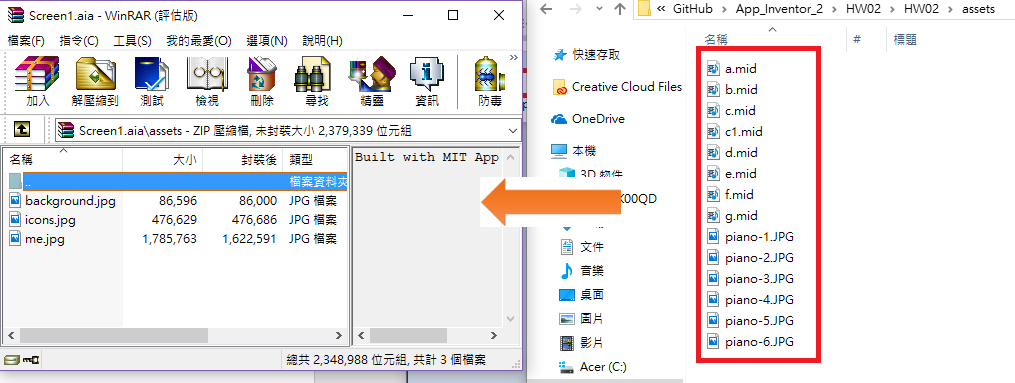 Screen1.aia - WinRAR (評估版)
檔案(F) 指令(C) 工具(S) 我的最愛(O) 選項(N) 說明(H)
加入 解壓縮到 測試 檢視 刪除 尋找 精靈 資訊 防毒
Screen1.aia\assets - ZIP 壓縮檔, 未封裝大小 2,379,339 位元組
名稱 大小 封裝後 類型
.. 檔案資料夾
background.jpg 86,596 86,000 JPG 檔案
icons.jpg 476,629 476,686 JPG 檔案
me.jpg 1,785,763 1,622,591 JPG 檔案
Built with MIT App
總共 2,348,988 位元組, 共計 3 個檔案
« GitHub › App_Inventor_2 › HW02 › HW02 › assets
名稱 # 標題
快速存取
Creative Cloud Files
OneDrive
本機
3D 物件
X00QD
文件
音樂
桌面
圖片
影片
Acer (C:)
a.mid
b.mid
c.mid
c1.mid
d.mid
e.mid
f.mid
g.mid
piano-1.JPG
piano-2.JPG
piano-3.JPG
piano-4.JPG
piano-5.JPG
piano-6.JPG